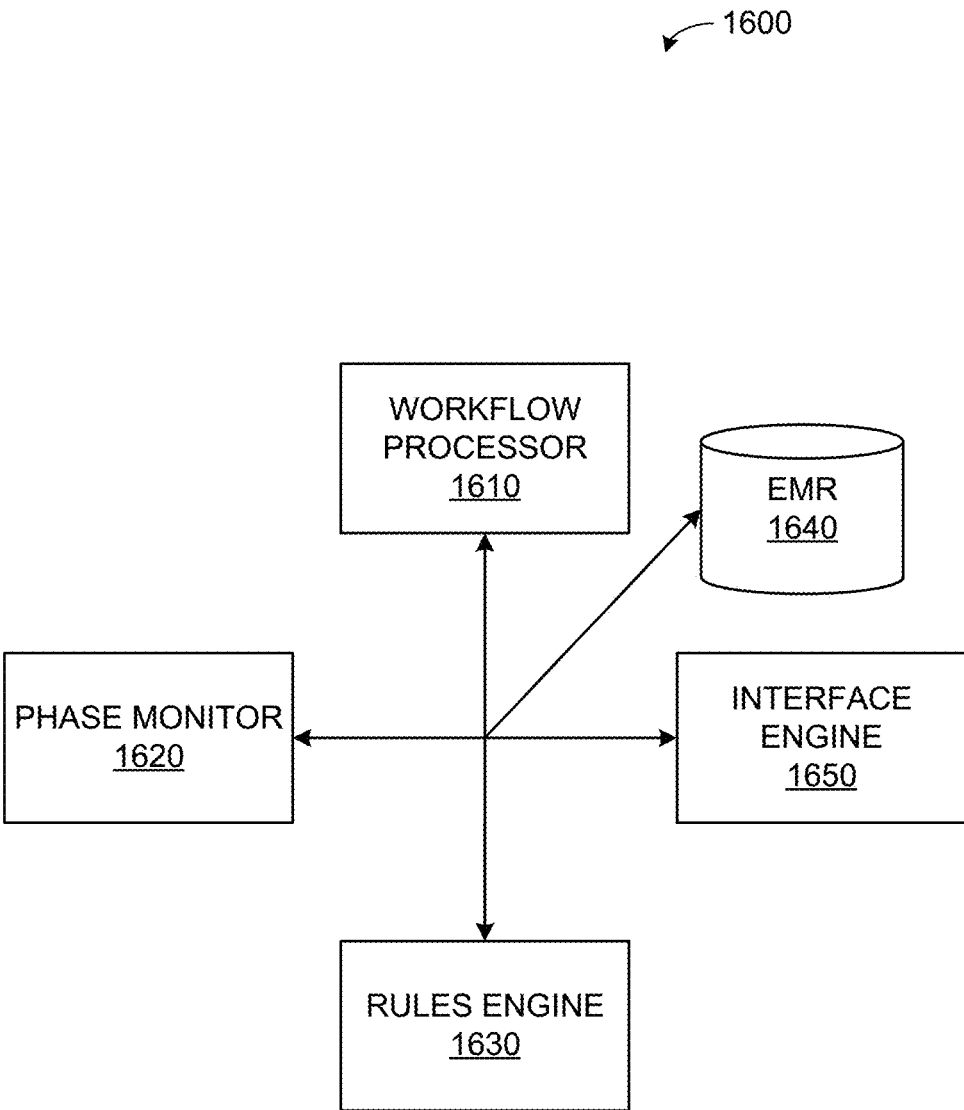 1600
WORKFLOW
PROCESSOR
1610
EMR
1640
PHASE MONITOR
1620
INTERFACE
ENGINE
1650
RULES ENGINE
1630